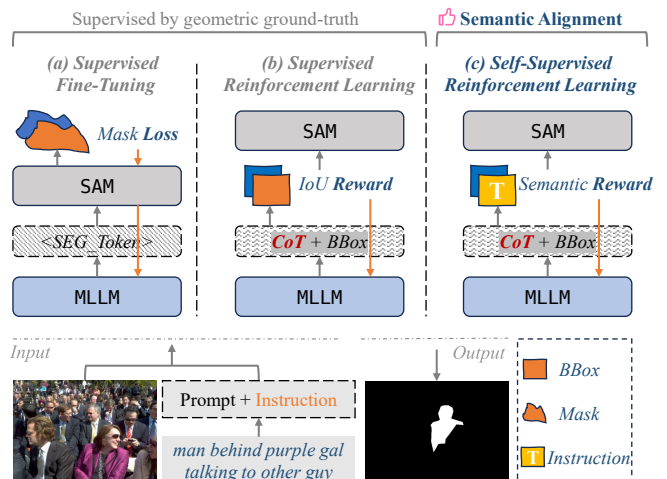 Supervised by geometric ground-truth
Semantic Alignment
(a) Supervised
Fine-Tuning
(b) Supervised
Reinforcement Learning
(c) Self-Supervised
Reinforcement Learning
Mask Loss
SAM
<SEG_Token>
MLLM
SAM
IoU Reward
CoT + BBox
MLLM
SAM
T
Semantic Reward
CoT + BBox
MLLM
Input
Output
Prompt + Instruction
man behind purple gal
talking to other guy
BBox
Mask
T
Instruction